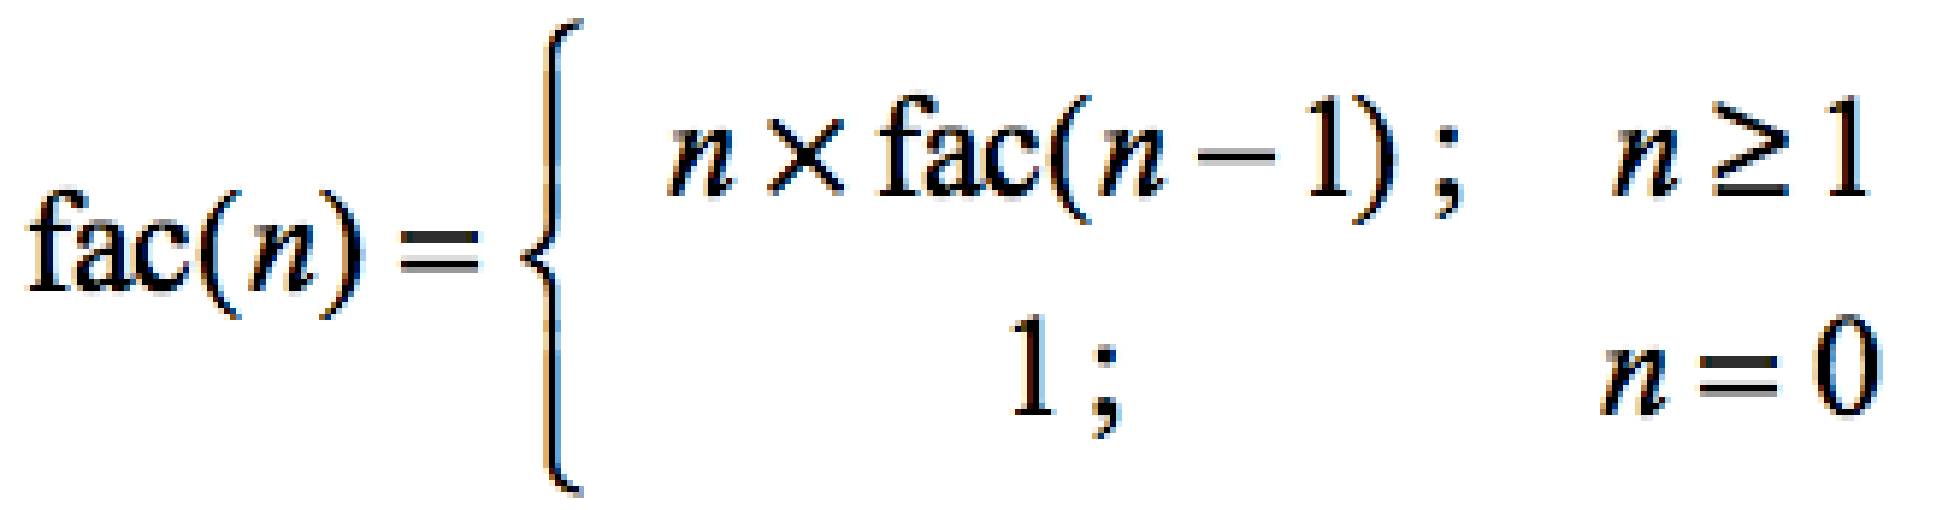 n × fac(n − 1) ; n ≥ 1
fac(n) =
1 ; n = 0